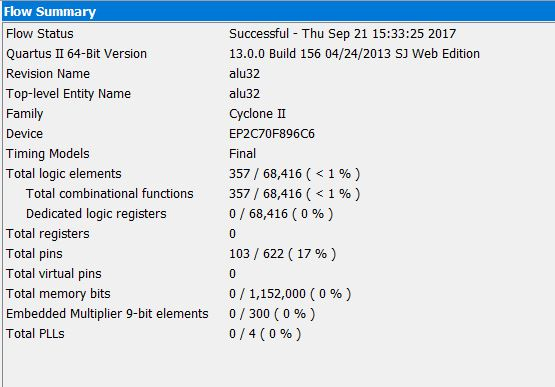 Flow Summary
Flow Status Successful - Thu Sep 21 15:33:25 2017
Quartus II 64-Bit Version 13.0.0 Build 156 04/24/2013 SJ Web Edition
Revision Name alu32
Top-level Entity Name alu32
Family Cyclone II
Device EP2C70F896C6
Timing Models Final
Total logic elements 357 / 68,416 ( < 1 % )
Total combinational functions 357 / 68,416 ( < 1 % )
Dedicated logic registers 0 / 68,416 ( 0 % )
Total registers 0
Total pins 103 / 622 ( 17 % )
Total virtual pins 0
Total memory bits 0 / 1,152,000 ( 0 % )
Embedded Multiplier 9-bit elements 0 / 300 ( 0 % )
Total PLLs 0 / 4 ( 0 % )